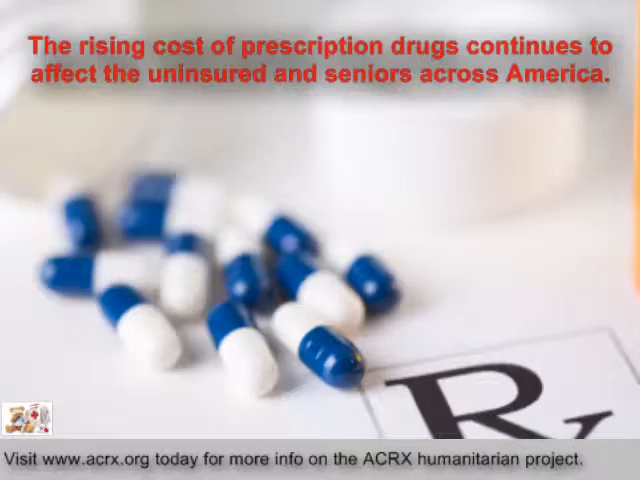 The rising cost of prescription drugs continues to
affect the uninsured and seniors across America.
Rx
Visit www.acrx.org today for more info on the ACRX humanitarian project.